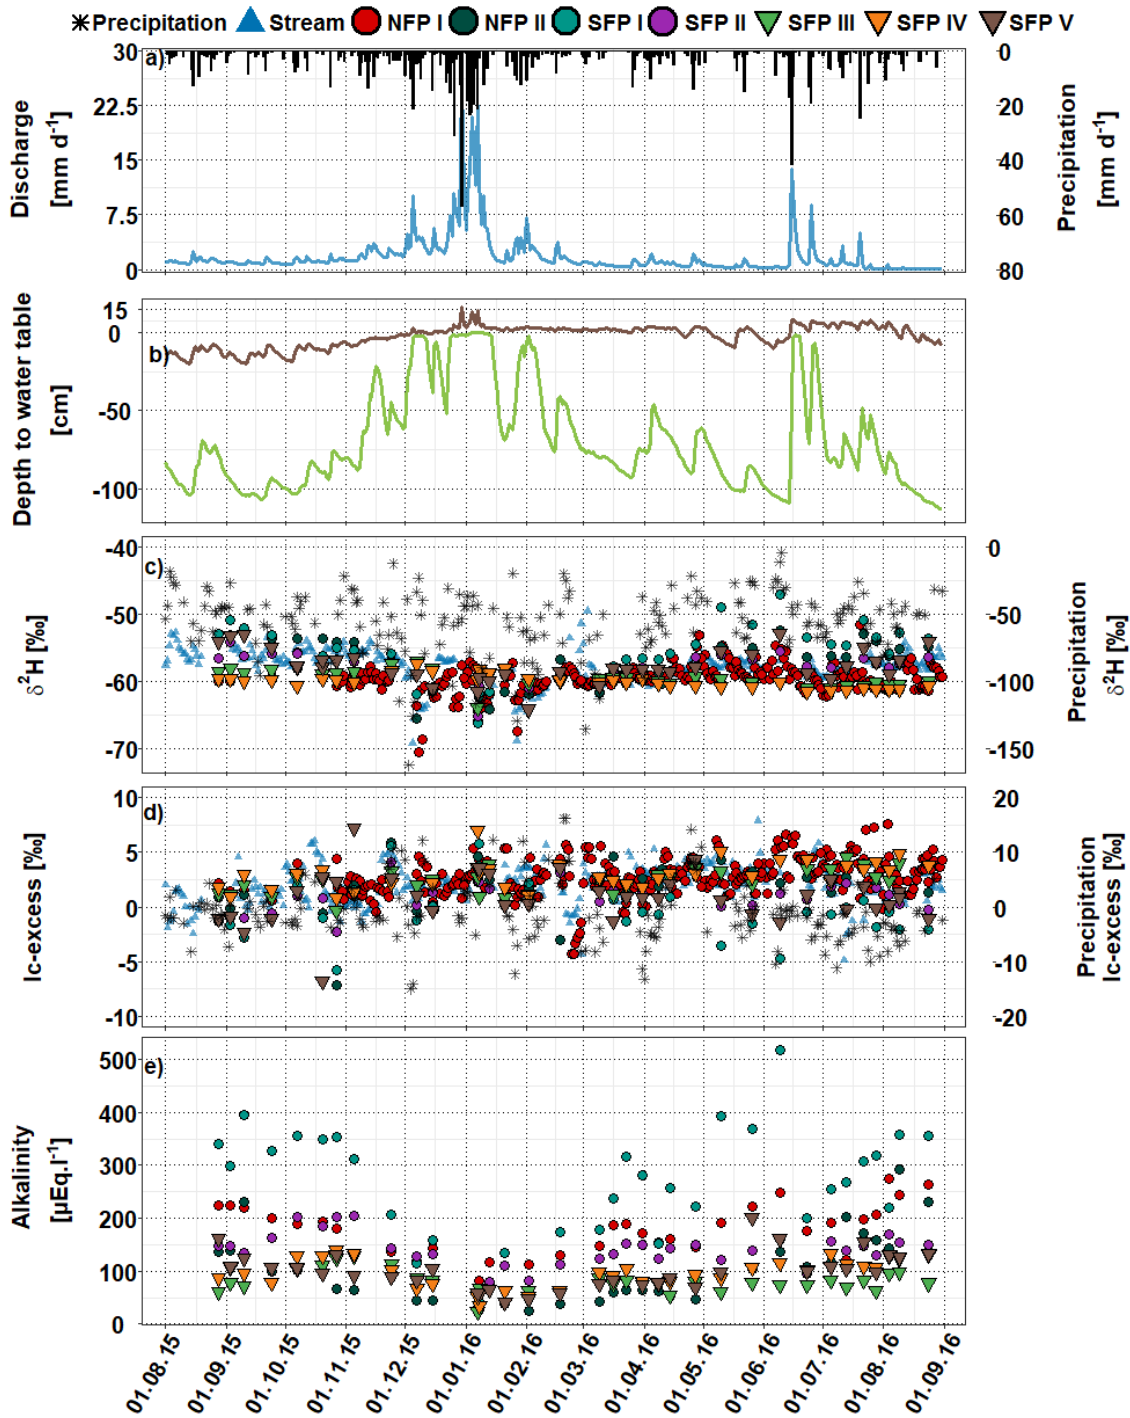 Precipitation Stream NFP I NFP II SFP I SFP II SFP III SFP IV SFP V
a)
30
22.5
15
7.5
0
Discharge
[mm d-1]
0
20
40
60
80
Precipitation
[mm d-1]
b)
15
0
-50
-100
Depth to water table
[cm]
c)
-40
-50
-60
-70
δ2H [‰]
0
-50
-100
-150
Precipitation
δ2H [‰]
d)
10
5
0
-5
-10
lc-excess [‰]
20
10
0
-10
-20
Precipitation
lc-excess [‰]
e)
500
400
300
200
100
0
Alkalinity
[µEq.l-1]
01.08.15
01.09.15
01.10.15
01.11.15
01.12.15
01.01.16
01.02.16
01.03.16
01.04.16
01.05.16
01.06.16
01.07.16
01.08.16
01.09.16